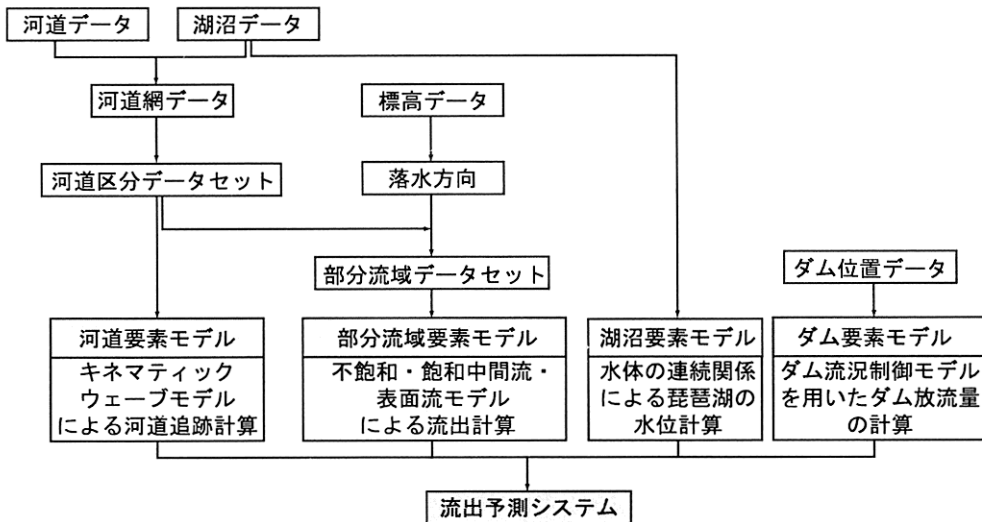 河道データ
湖沼データ
河道網データ
標高データ
河道区分データセット
落水方向
部分流域データセット
ダム位置データ
河道要素モデル
キネマティック
ウェーブモデル
による河道追跡計算
部分流域要素モデル
不飽和・飽和中間流・
表面流モデル
による流出計算
湖沼要素モデル
水体の連続関係
による琵琶湖の
水位計算
ダム要素モデル
ダム流況制御モデル
を用いたダム放流量
の計算
流出予測システム